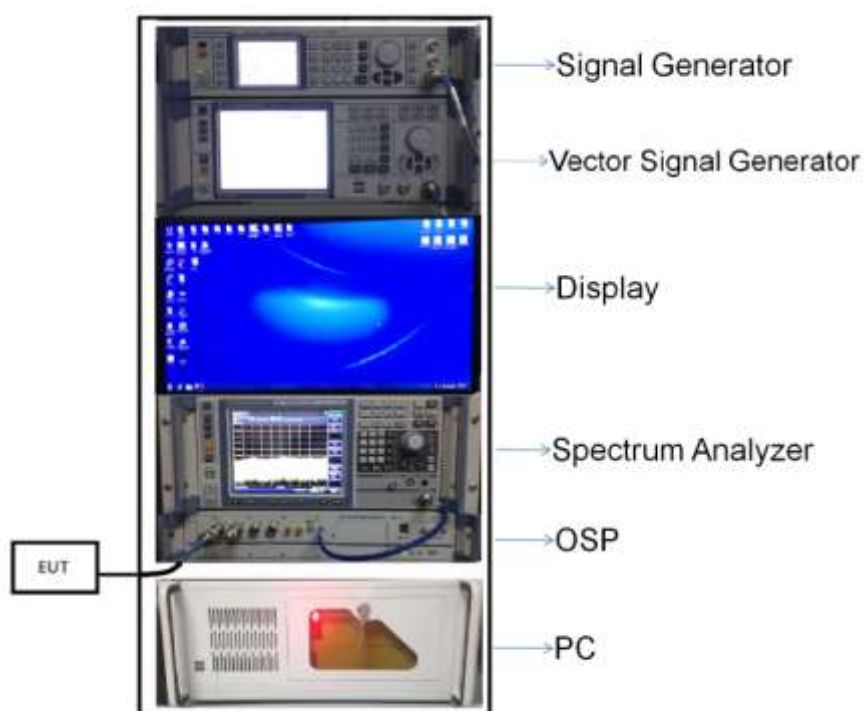 Signal Generator
Vector Signal Generator
Display
Spectrum Analyzer
OSP
EUT
PC